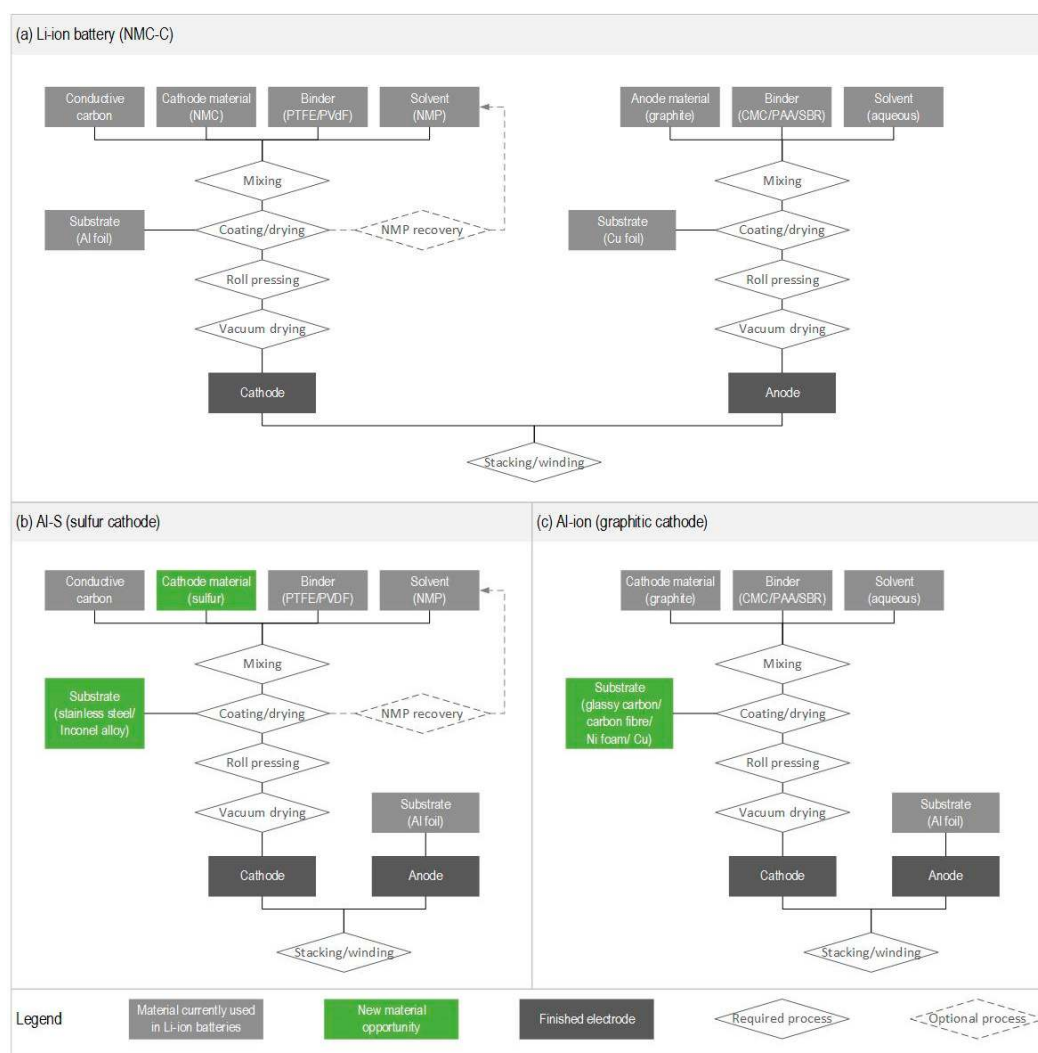 (a) Li-ion battery (NMC-C)
Conductive
carbon
Cathode material
(NMC)
Binder
(PTFE/PVdF)
Solvent
(NMP)
Mixing
Substrate
(Al foil)
Coating/drying
NMP recovery
Roll pressing
Vacuum drying
Cathode
Anode material
(graphite)
Binder
(CMC/PAA/SBR)
Solvent
(aqueous)
Mixing
Substrate
(Cu foil)
Coating/drying
Roll pressing
Vacuum drying
Anode
Stacking/winding
(b) Al-S (sulfur cathode)
Conductive
carbon
Cathode material
(sulfur)
Binder
(PTFE/PVDF)
Solvent
(NMP)
Mixing
Substrate
(stainless steel/
Inconel alloy)
Coating/drying
NMP recovery
Roll pressing
Vacuum drying
Substrate
(Al foil)
Cathode
Anode
Stacking/winding
(c) Al-ion (graphitic cathode)
Cathode material
(graphite)
Binder
(CMC/PAA/SBR)
Solvent
(aqueous)
Mixing
Substrate
(glassy carbon/
carbon fibre/
Ni foam/ Cu)
Coating/drying
Roll pressing
Vacuum drying
Substrate
(Al foil)
Cathode
Anode
Stacking/winding
Legend
Material currently used
in Li-ion batteries
New material
opportunity
Finished electrode
Required process
Optional process